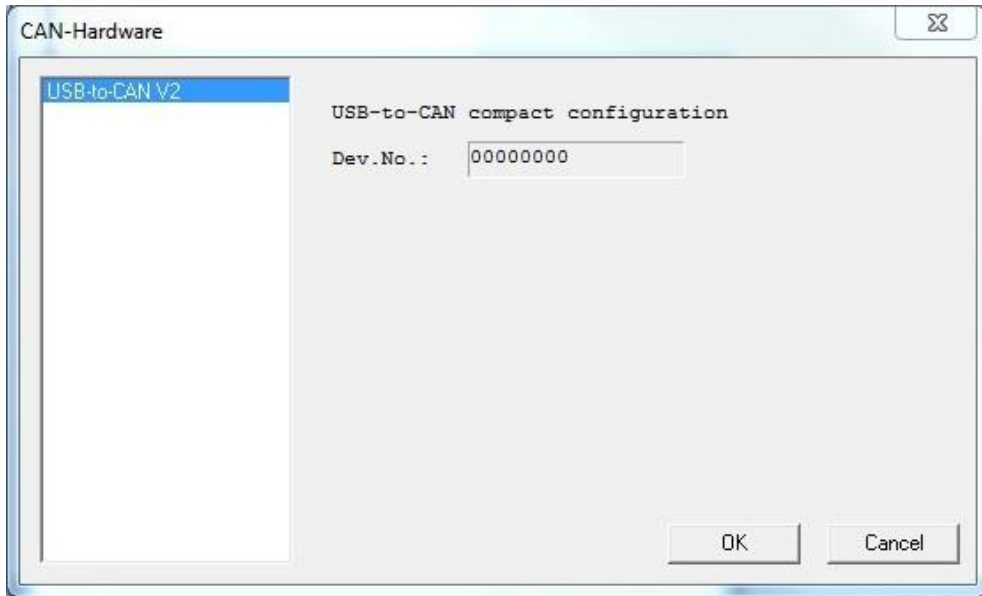 CAN-Hardware
USB-to-CAN V2
USB-to-CAN compact configuration
Dev.No.: 00000000
OK Cancel